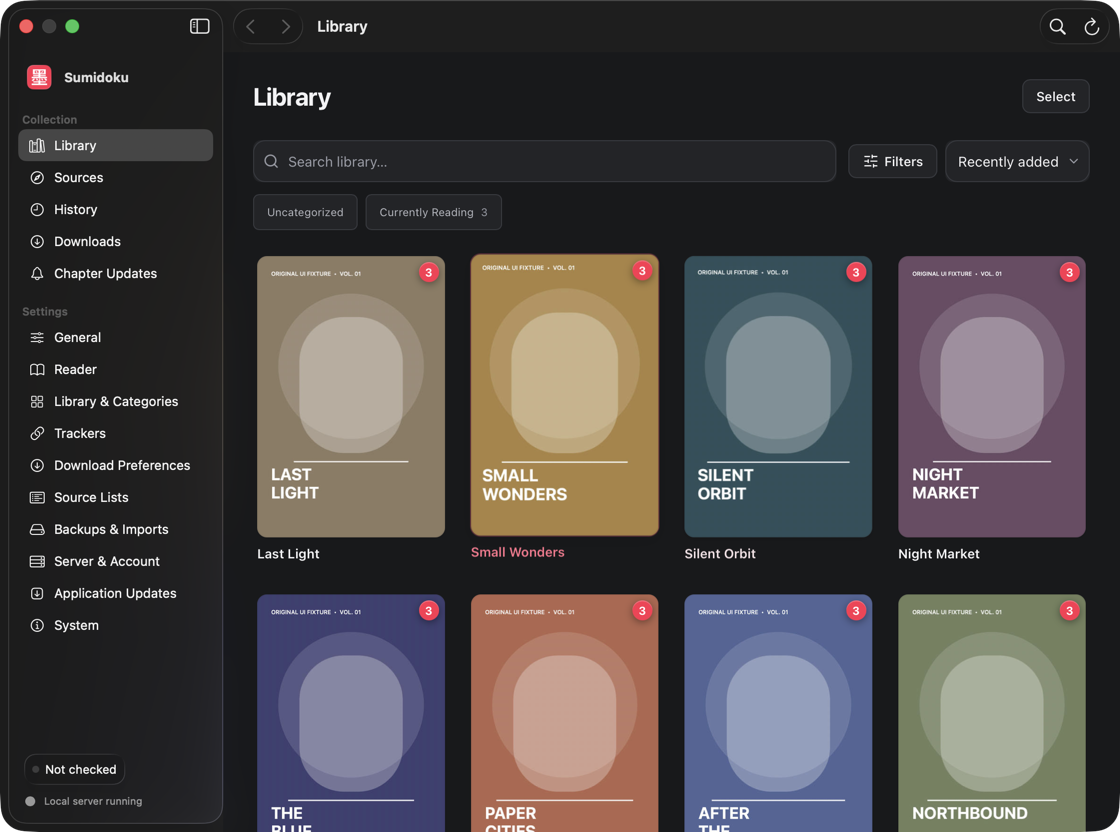 Library
墨
Sumidoku
Collection
Library
Sources
History
Downloads
Chapter Updates
Settings
General
Reader
Library & Categories
Trackers
Download Preferences
Source Lists
Backups & Imports
Server & Account
Application Updates
System
Not checked
Local server running
Library
Select
Search library...
Filters
Recently added
Uncategorized
Currently Reading 3
ORIGINAL UI FIXTURE • VOL. 01
3
LAST
LIGHT
Last Light
ORIGINAL UI FIXTURE • VOL. 01
3
SMALL
WONDERS
Small Wonders
ORIGINAL UI FIXTURE • VOL. 01
3
SILENT
ORBIT
Silent Orbit
ORIGINAL UI FIXTURE • VOL. 01
3
NIGHT
MARKET
Night Market
ORIGINAL UI FIXTURE • VOL. 01
3
THE
BLUE
ORIGINAL UI FIXTURE • VOL. 01
3
PAPER
CITIES
ORIGINAL UI FIXTURE • VOL. 01
3
AFTER
THE
ORIGINAL UI FIXTURE • VOL. 01
3
NORTHBOUND